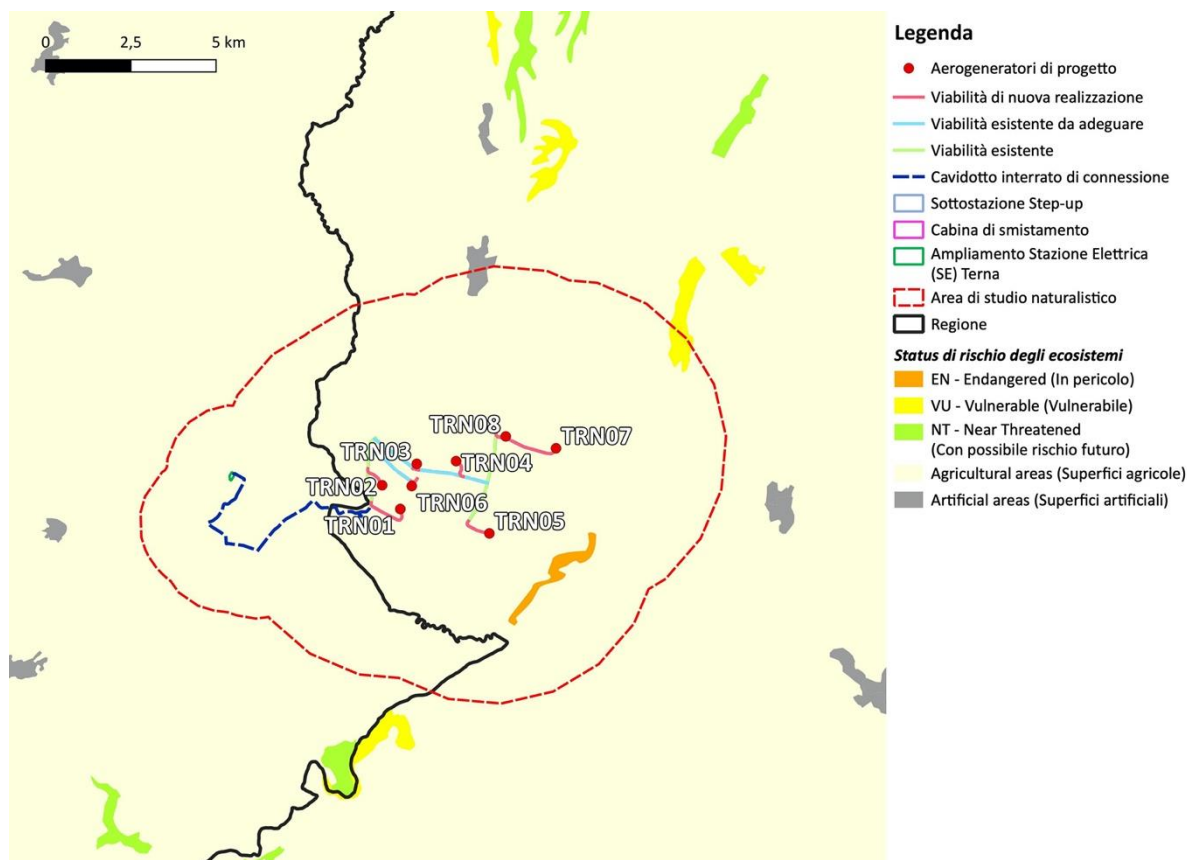 0 2,5 5 km
TRN08
TRN07
TRN03
TRN04
TRN02
TRN06
TRN01
TRN05
Legenda
Aerogeneratori di progetto
Viabilità di nuova realizzazione
Viabilità esistente da adeguare
Viabilità esistente
Cavidotto interrato di connessione
Sottostazione Step-up
Cabina di smistamento
Ampliamento Stazione Elettrica
(SE) Terna
Area di studio naturalistico
Regione
Status di rischio degli ecosistemi
EN - Endangered (In pericolo)
VU - Vulnerable (Vulnerabile)
NT - Near Threatened
(Con possibile rischio futuro)
Agricultural areas (Superfici agricole)
Artificial areas (Superfici artificiali)